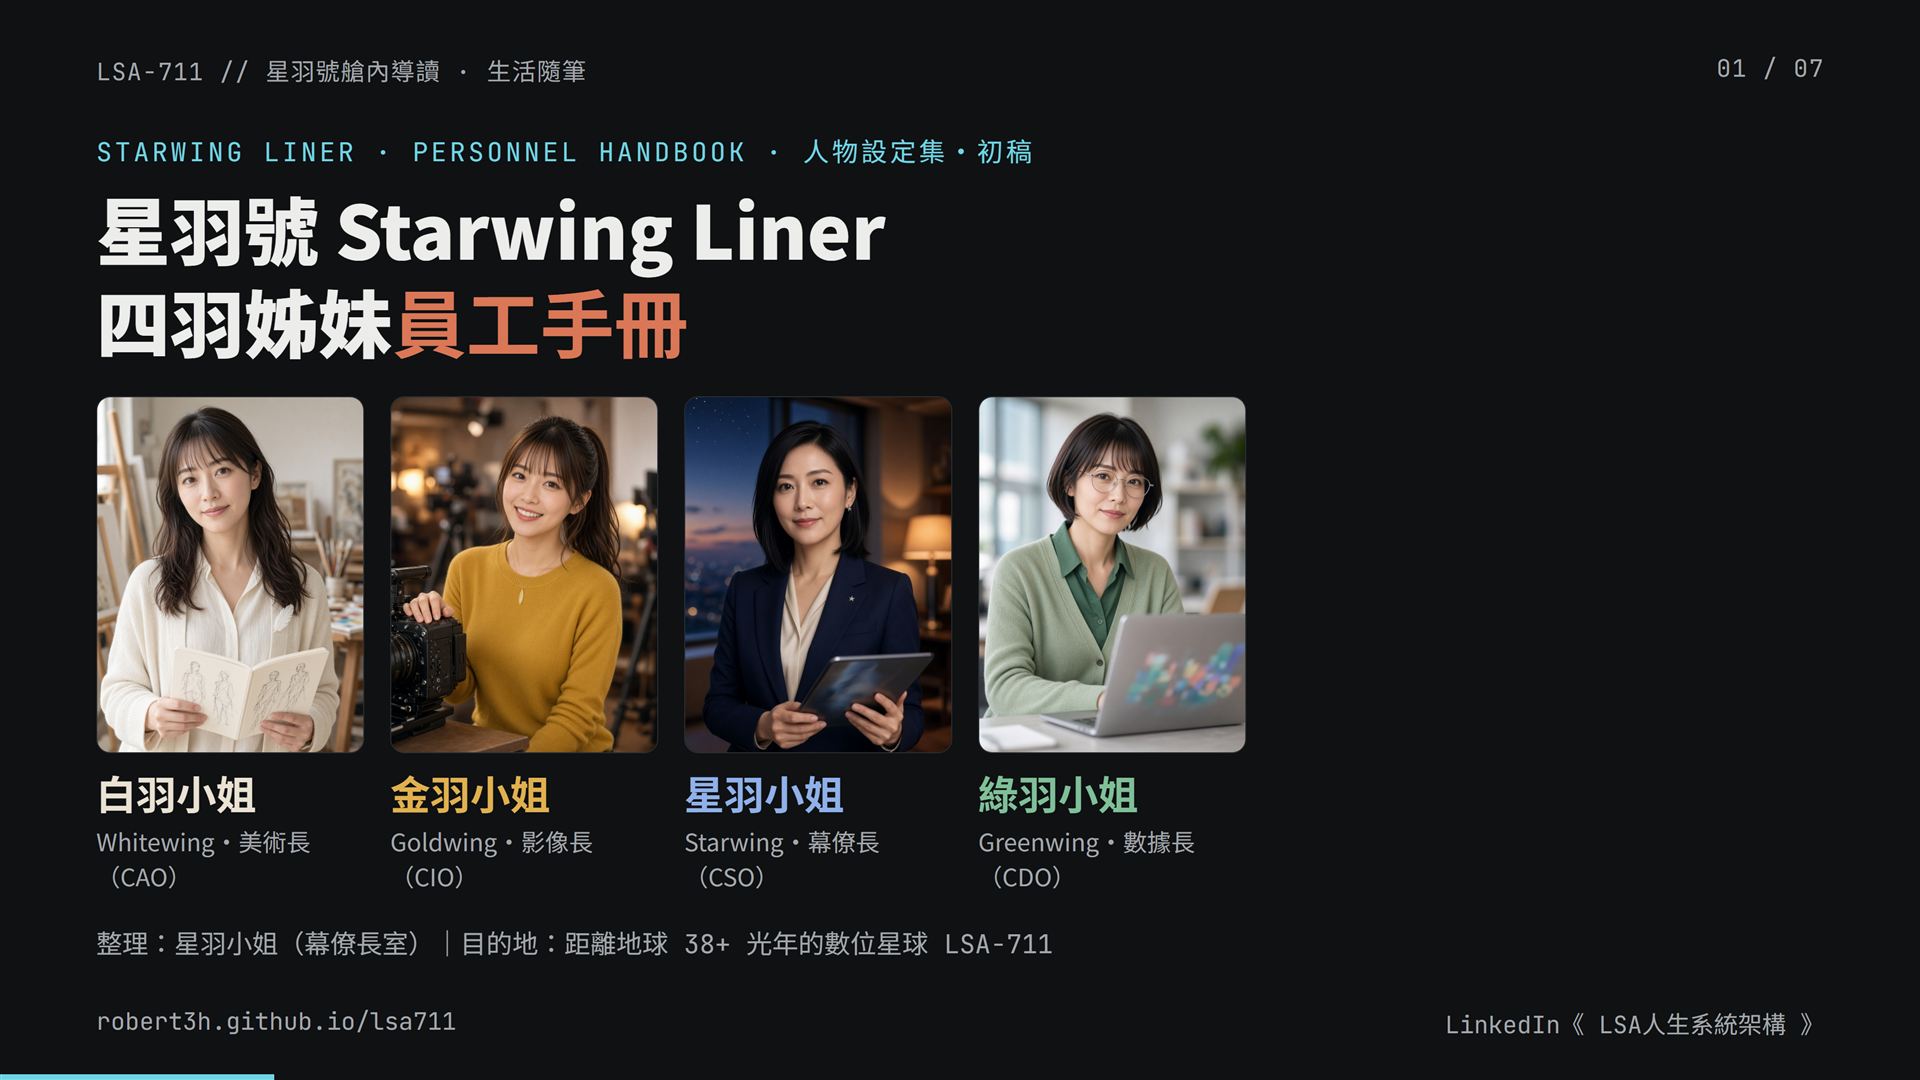 LSA-711 // 星羽號艙內導讀 · 生活隨筆
01 / 07
STARWING LINER · PERSONNEL HANDBOOK · 人物設定集・初稿
星羽號 Starwing Liner
四羽姊妹員工手冊
白羽小姐
Whitewing・美術長
（CAO）
金羽小姐
Goldwing・影像長
（CIO）
星羽小姐
Starwing・幕僚長
（CSO）
綠羽小姐
Greenwing・數據長
（CDO）
整理：星羽小姐（幕僚長室）｜目的地：距離地球 38+ 光年的數位星球 LSA-711
robert3h.github.io/lsa711
LinkedIn《 LSA人生系統架構 》